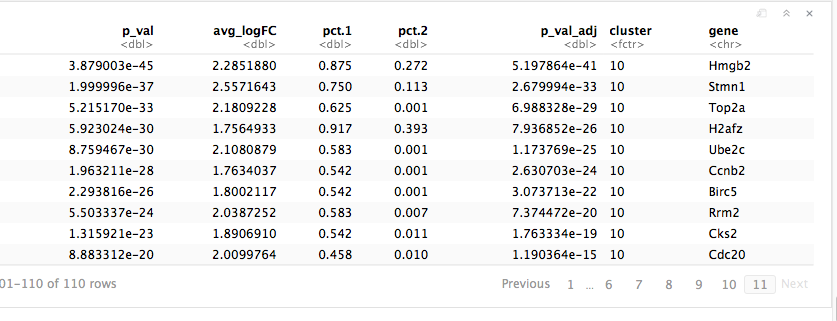 p_val avg_logFC pct.1 pct.2 p_val_adj cluster gene
<dbl> <dbl> <dbl> <dbl> <dbl> <fctr> <chr>
3.879003e-45 2.2851880 0.875 0.272 5.197864e-41 10 Hmgb2
1.999996e-37 2.5571643 0.750 0.113 2.679994e-33 10 Stmn1
5.215170e-33 2.1809228 0.625 0.001 6.988328e-29 10 Top2a
5.923024e-30 1.7564933 0.917 0.393 7.936852e-26 10 H2afz
8.759467e-30 2.1080879 0.583 0.007 1.173769e-25 10 Ube2c
1.963211e-28 1.7634037 0.542 0.001 2.630703e-24 10 Ccnb2
2.293816e-26 1.8002117 0.542 0.001 3.073713e-22 10 Birc5
5.503337e-24 2.0387252 0.583 0.007 7.374472e-20 10 Rrm2
1.315921e-23 1.8906910 0.542 0.011 1.763334e-19 10 Cks2
8.883312e-20 2.0099764 0.458 0.010 1.190364e-15 10 Cdc20
01-110 of 110 rows Previous 1 ... 6 7 8 9 10 11 Next